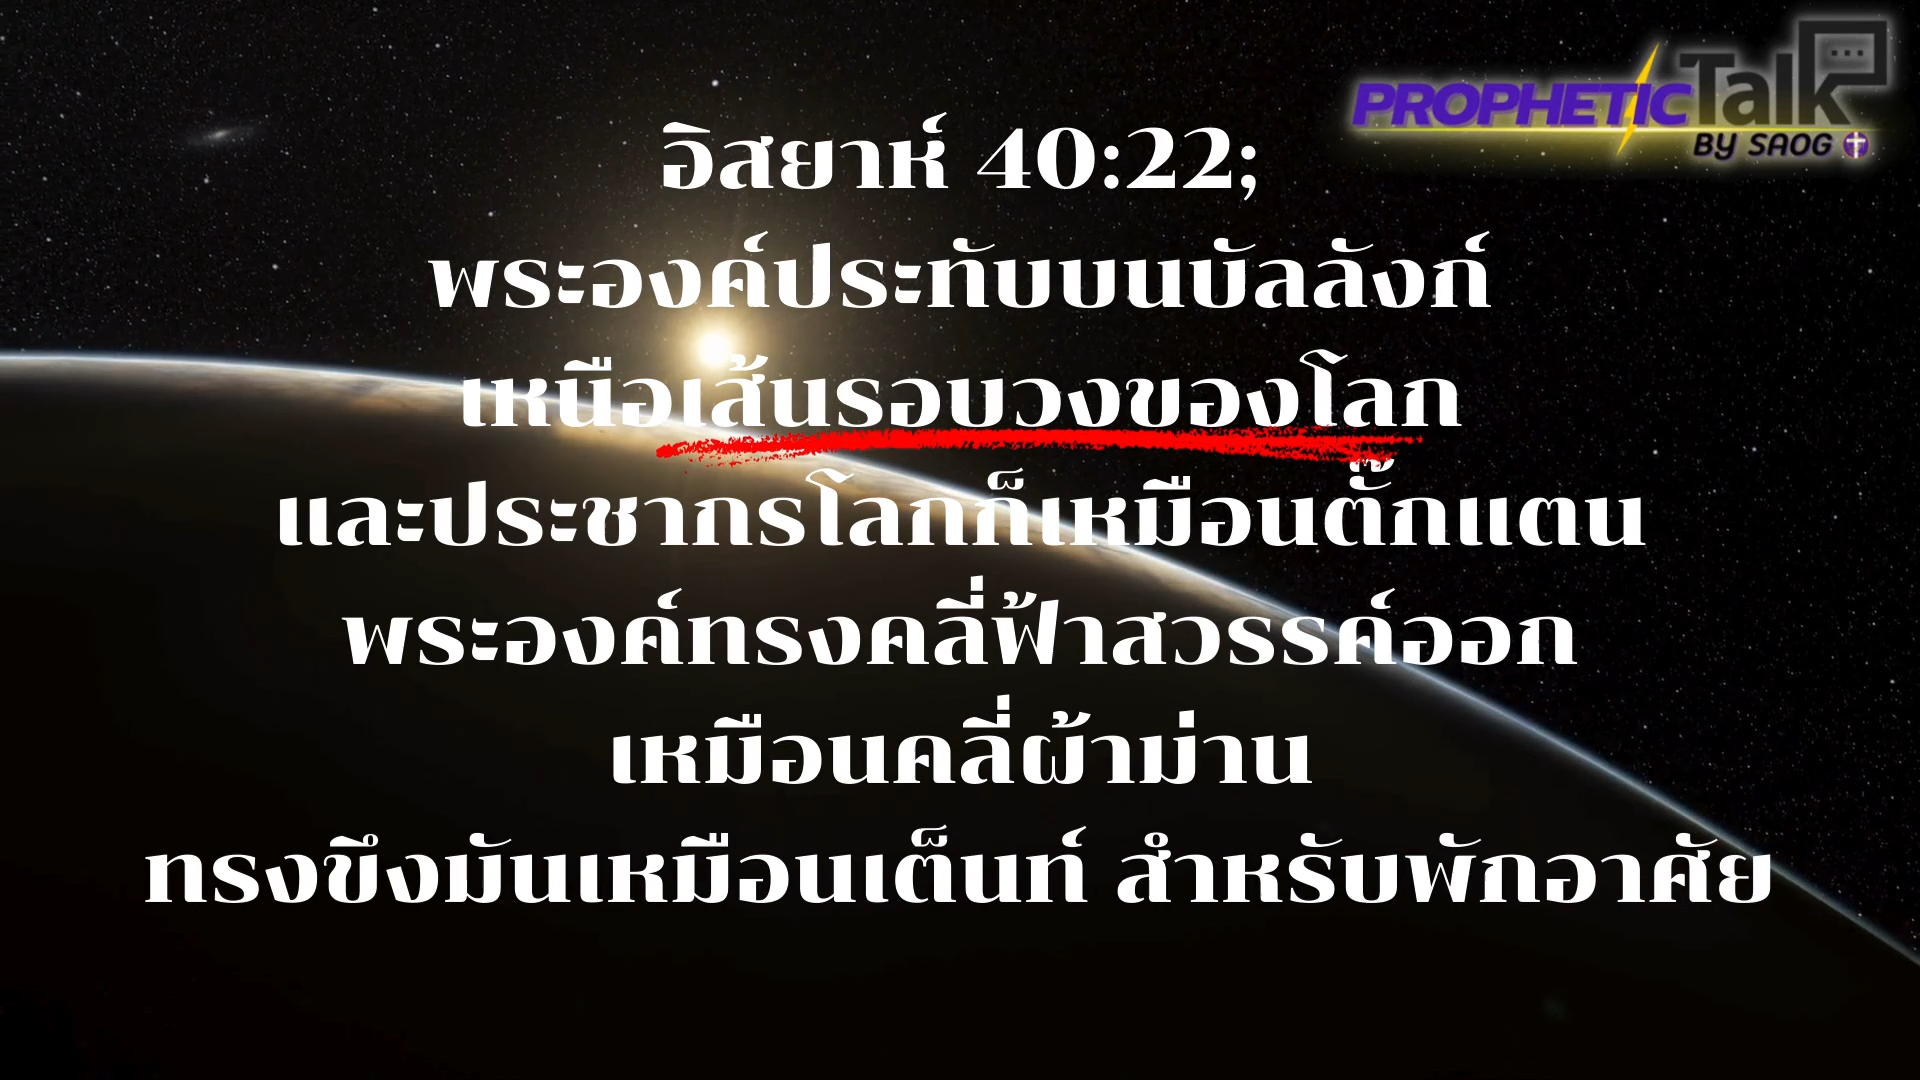 PROPHETIC Talk
BY SAOG
อิสยาห์ 40:22;
พระองค์ประทับบนบัลลังก์
เหนือเส้นรอบวงของโลก
และประชากรโลกก็เหมือนตั๊กแตน
พระองค์ทรงคลี่ฟ้าสวรรค์ออก
เหมือนคลี่ผ้าม่าน
ทรงขึงมันเหมือนเต็นท์ สำหรับพักอาศัย